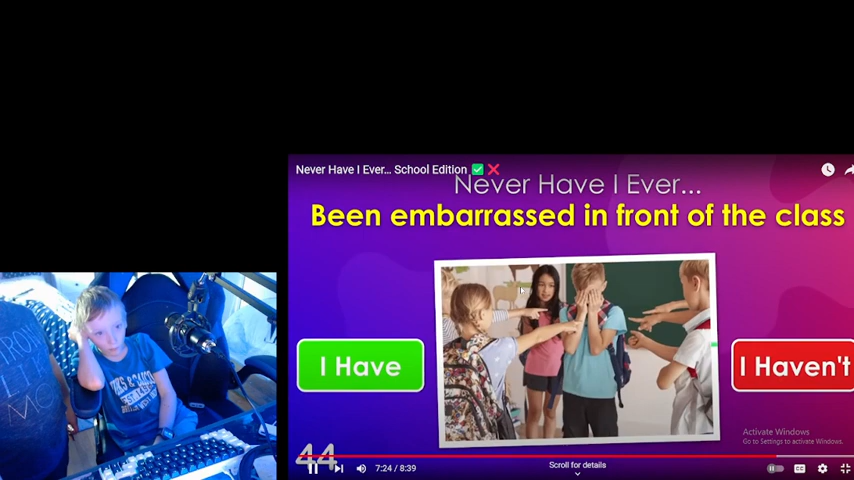 Never Have I Ever... School Edition ✅❌
Never Have I Ever...
Been embarrassed in front of the class
I Have
I Haven't
44
7:24 / 8:39
Scroll for details
Activate Windows
Go to Settings to activate Windows.
CC